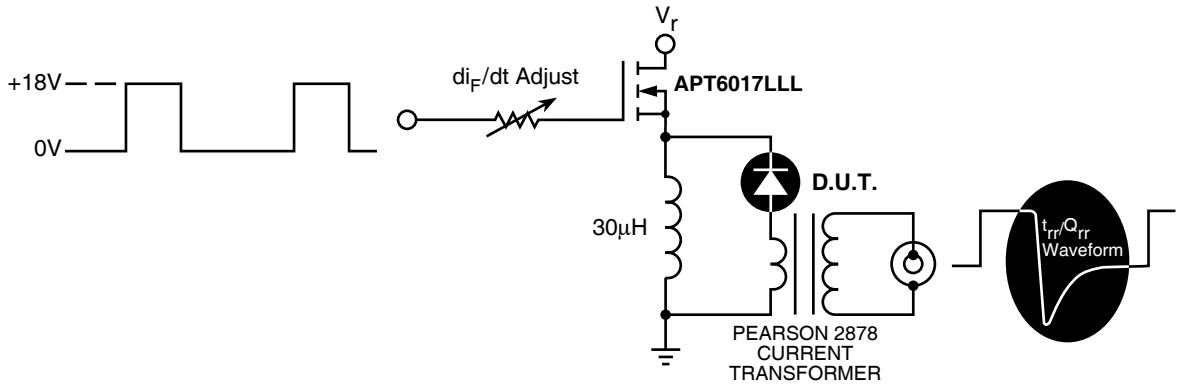 V_r
+18V
di_F/dt Adjust
APT6017LLL
0V
D.U.T.
30μH
t_rr/Q_rr
Waveform
PEARSON 2878
CURRENT
TRANSFORMER